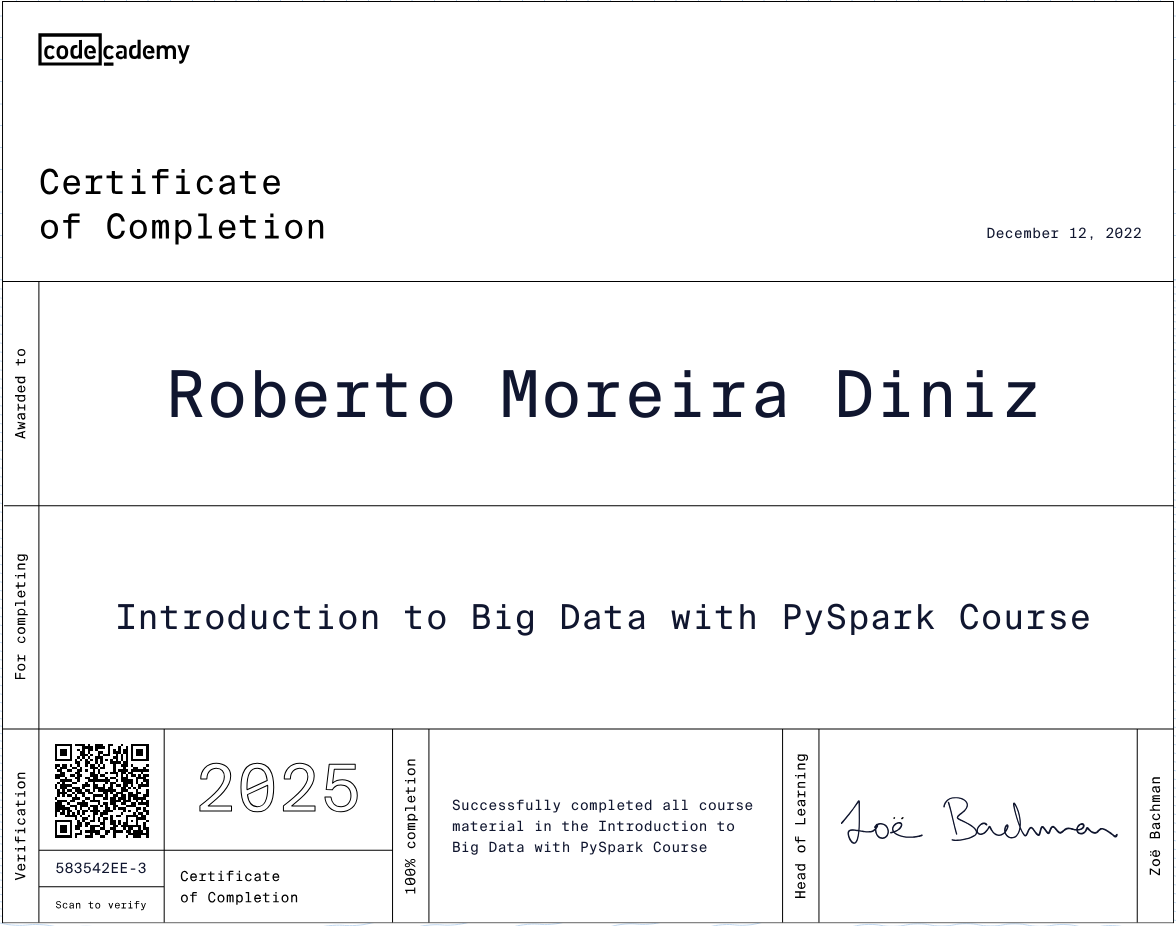 codecademy
Certificate
of Completion
December 12, 2022
Awarded to
Roberto Moreira Diniz
For completing
Introduction to Big Data with PySpark Course
Verification
583542EE-3
Scan to verify
2025
Certificate
of Completion
100% completion
Successfully completed all course
material in the Introduction to
Big Data with PySpark Course
Head of Learning
Zoë Bachman
Zoë Bachman